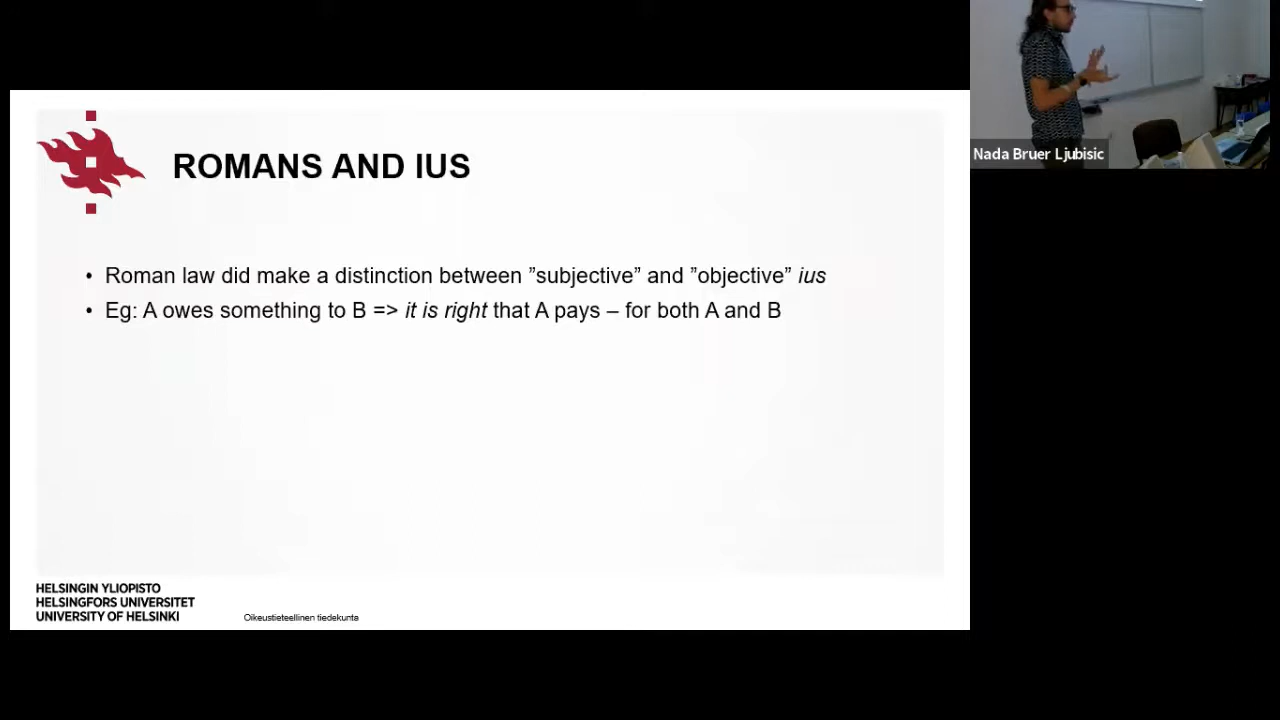 ROMANS AND IUS
• Roman law did make a distinction between ”subjective” and ”objective” ius
• Eg: A owes something to B => it is right that A pays – for both A and B
HELSINGIN YLIOPISTO
HELSINGFORS UNIVERSITET
UNIVERSITY OF HELSINKI
Oikeustieteellinen tiedekunta
Nada Bruer Ljubisic